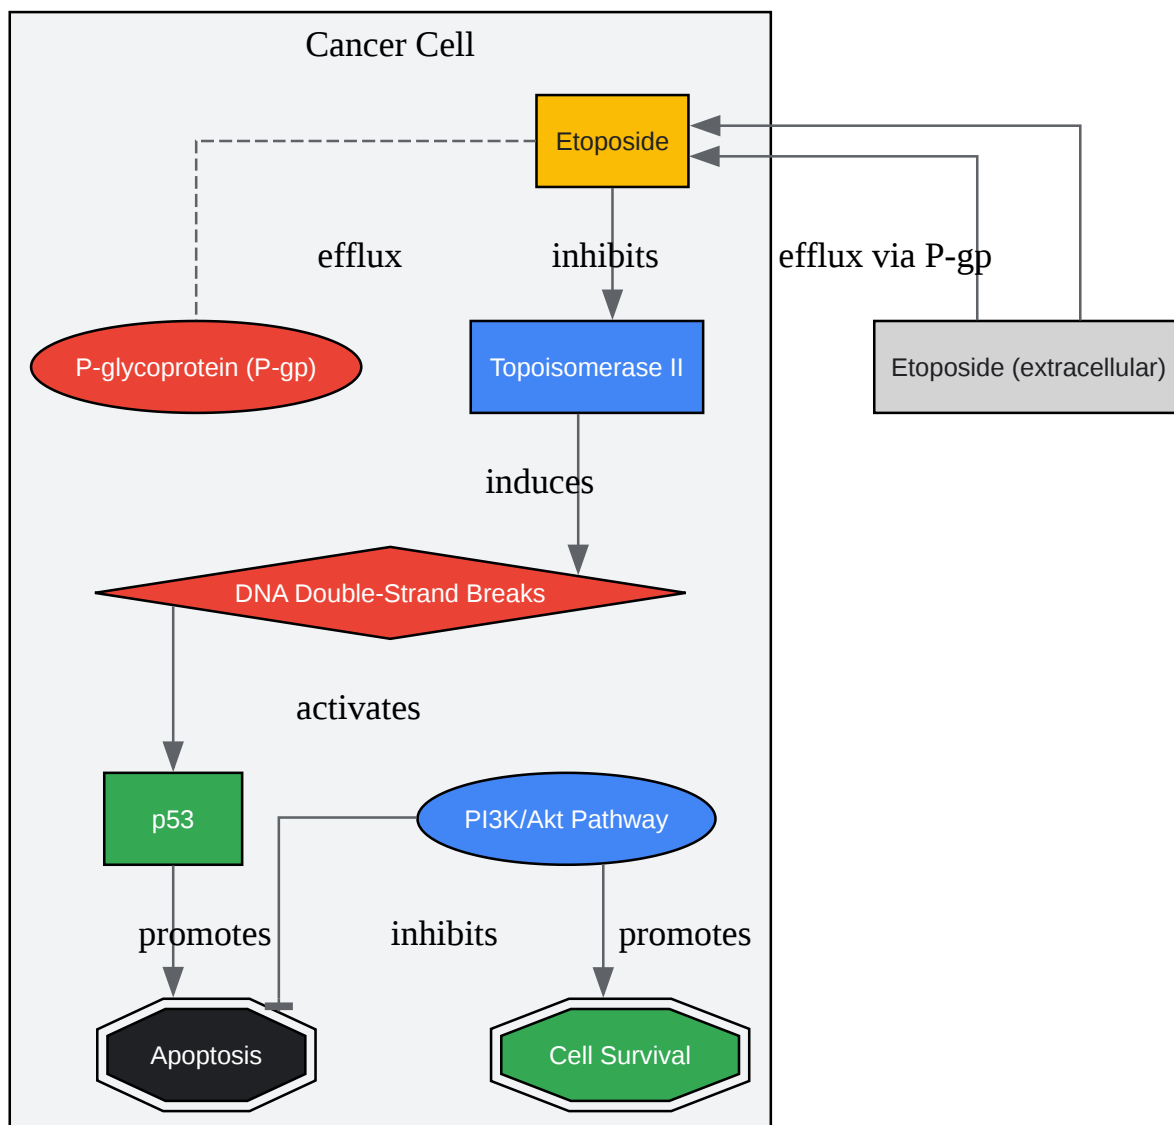 Cancer Cell
Etoposide
efflux
inhibits
efflux via P-gp
P-glycoprotein (P-gp)
Topoisomerase II
Etoposide (extracellular)
induces
DNA Double-Strand Breaks
activates
p53
PI3K/Akt Pathway
promotes
inhibits
promotes
Apoptosis
Cell Survival